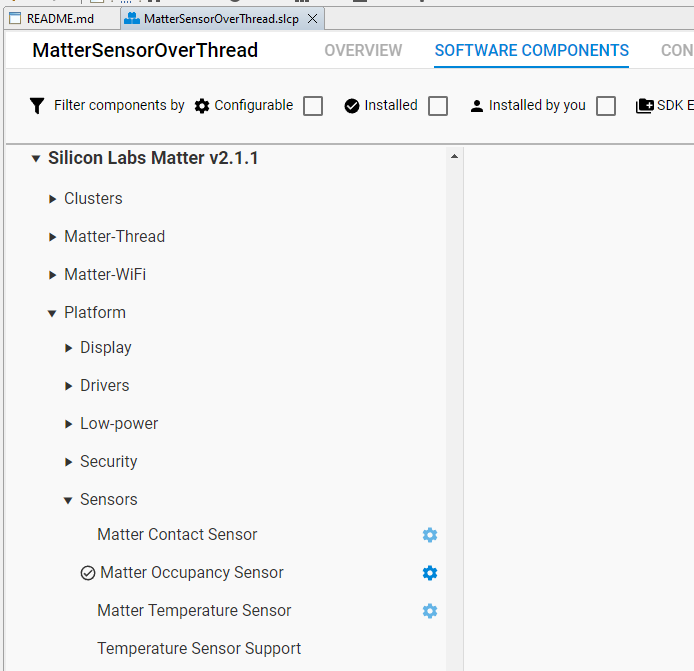 README.md MatterSensorOverThread.slcp
MatterSensorOverThread OVERVIEW SOFTWARE COMPONENTS CON
Filter components by Configurable Installed Installed by you SDK E
Silicon Labs Matter v2.1.1
Clusters
Matter-Thread
Matter-WiFi
Platform
Display
Drivers
Low-power
Security
Sensors
Matter Contact Sensor
Matter Occupancy Sensor
Matter Temperature Sensor
Temperature Sensor Support